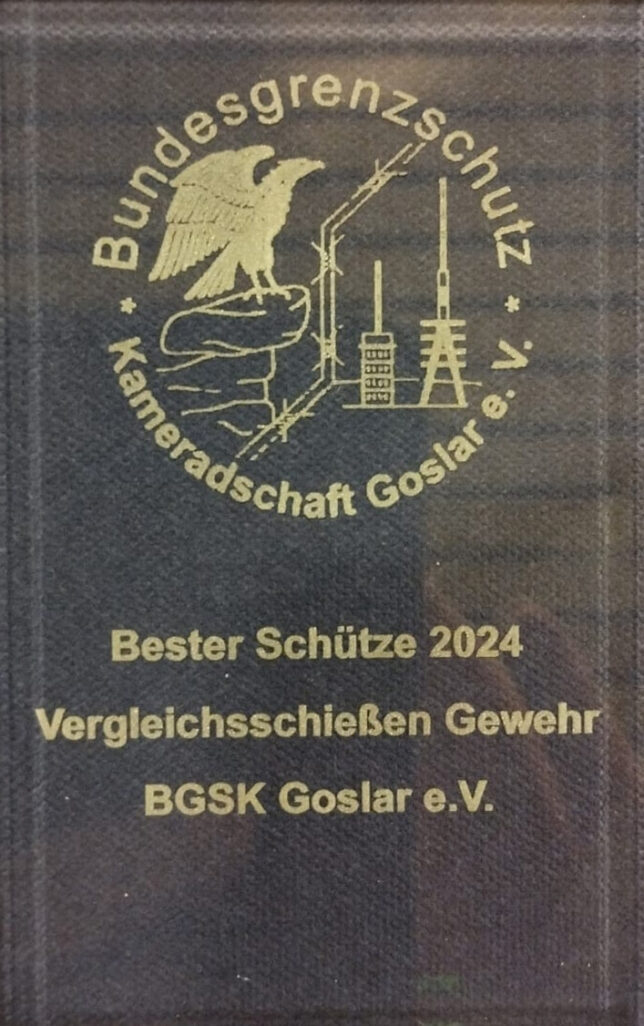 Bundesgrenzschutz
* Kameradschaft Goslar e. V. *
Bester Schütze 2024
Vergleichsschießen Gewehr
BGSK Goslar e.V.